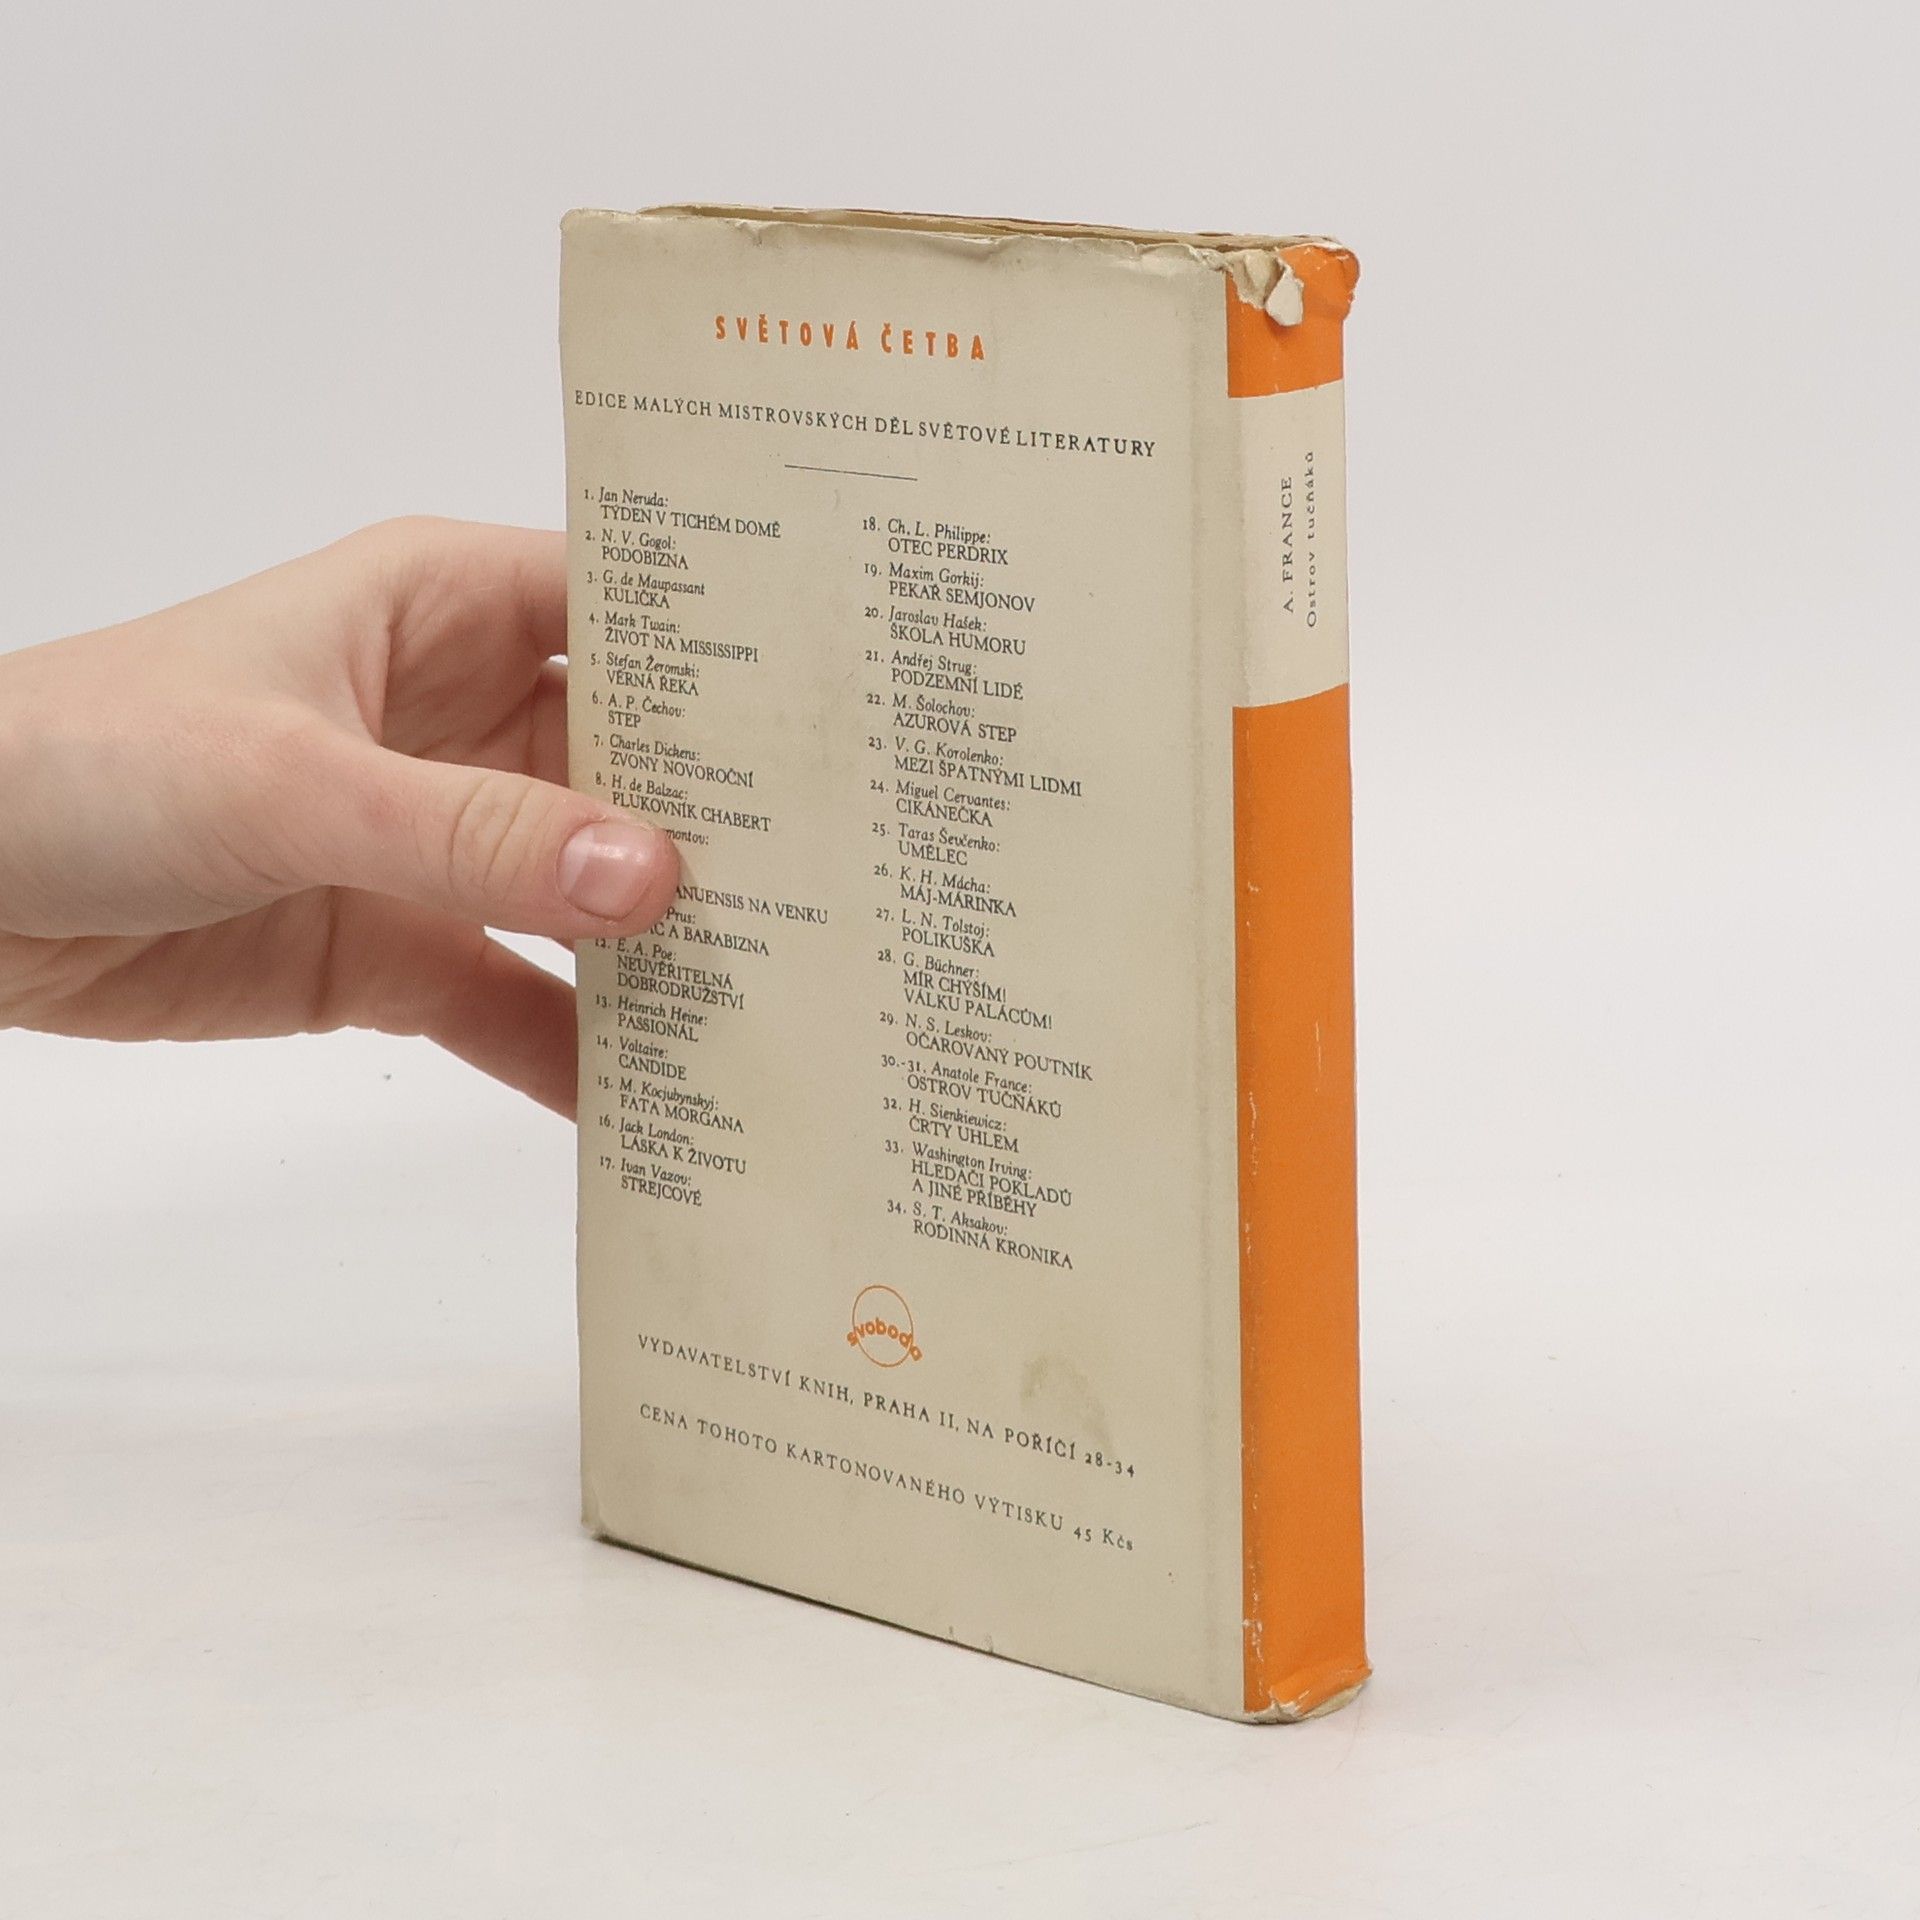 SVĚTOVÁ ČETBA
EDICE MALÝCH MISTROVSKÝCH DĚL SVĚTOVÉ LITERATURY
1. Jan Neruda:
TÝDEN V TICHÉM DOMĚ
2. N. V. Gogol:
PODOBIZNA
3. G. de Maupassant
KULIČKA
4. Mark Twain:
ŽIVOT NA MISSISSIPPI
5. Stefan Žeromski:
VĚRNÁ ŘEKA
6. A. P. Čechov:
STEP
7. Charles Dickens:
ZVONY NOVOROČNÍ
8. H. de Balzac:
PLUKOVNÍK CHABERT
montov:
ANUENSIS NA VENKU
Prus:
AC A BARABIZNA
12. E. A. Poe:
NEUVĚŘITELNÁ
DOBRODRUŽSTVÍ
13. Heinrich Heine:
PASSIONÁL
14. Voltaire:
CANDIDE
15. M. Kocjubynskyj:
FATA MORGANA
16. Jack London:
LÁSKA K ŽIVOTU
17. Ivan Vazov:
STREJCOVÉ
18. Ch. L. Philippe:
OTEC PERDRIX
19. Maxim Gorkij:
PEKAŘ SEMJONOV
20. Jaroslav Hašek:
ŠKOLA HUMORU
21. Andřej Strug:
PODZEMNÍ LIDÉ
22. M. Šolochov:
AZUROVÁ STEP
23. V. G. Korolenko:
MEZI ŠPATNÝMI LIDMI
24. Miguel Cervantes:
CIKÁNEČKA
25. Taras Ševčenko:
UMĚLEC
26. K. H. Mácha:
MÁJ-MÁRINKA
27. L. N. Tolstoj:
POLIKUŠKA
28. G. Büchner:
MÍR CHÝŠÍM!
VÁLKU PALÁCŮM!
29. N. S. Leskov:
OČAROVANÝ POUTNÍK
30.-31. Anatole France:
OSTROV TUČŇÁKŮ
32. H. Sienkiewicz:
ČRTY UHLEM
33. Washington Irving:
HLEDAČI POKLADŮ
A JINÉ PŘÍBĚHY
34. S. T. Aksakov:
RODINNÁ KRONIKA
svoboda
VYDAVATELSTVÍ KNIH, PRAHA II, NA POŘÍČÍ 28-34
CENA TOHOTO KARTONOVANÉHO VÝTISKU 45 Kčs
A. FRANCE
Ostrov tučňáků